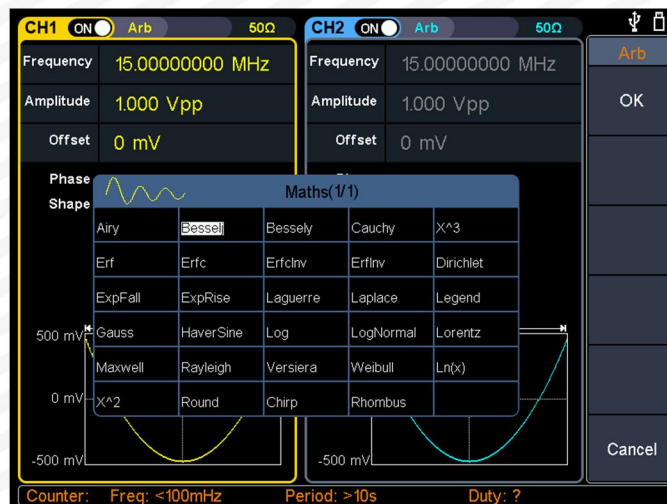 CH1 ON Arb 50Ω CH2 ON Arb 50Ω
Arb
Frequency 15.00000000 MHz Frequency 15.00000000 MHz
Amplitude 1.000 Vpp Amplitude 1.000 Vpp
OK
Offset 0 mV Offset 0 mV
Phase
Shape
Maths(1/1)
Airy Besselj Bessely Cauchy X^3
Erf Erfc ErfcInv ErfInv Dirichlet
ExpFall ExpRise Laguerre Laplace Legend
Gauss HaverSine Log LogNormal Lorentz
Maxwell Rayleigh Versiera Weibull Ln(x)
X^2 Round Chirp Rhombus
500 mV
0 mV
-500 mV -500 mV
Cancel
Counter: Freq: <100mHz Period: >10s Duty: ?